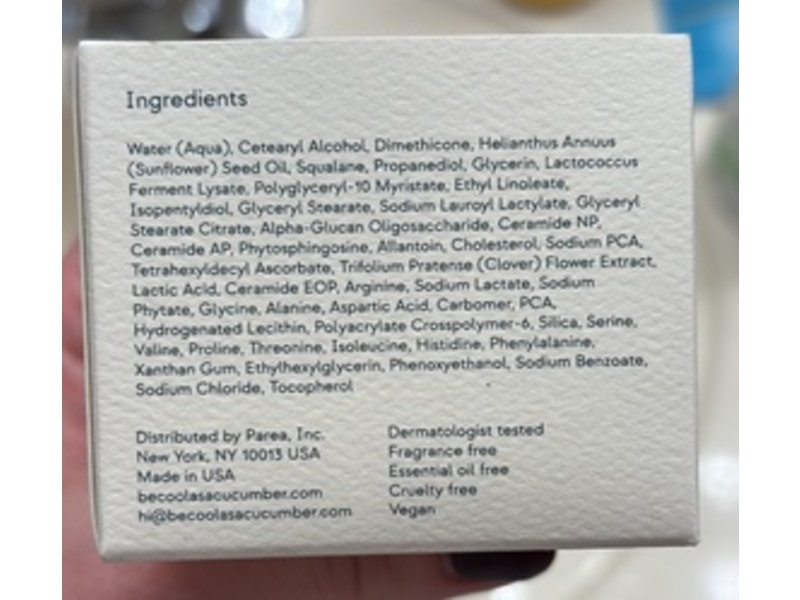 Ingredients
Water (Aqua), Cetearyl Alcohol, Dimethicone, Helianthus Annuus
(Sunflower) Seed Oil, Squalane, Propanediol, Glycerin, Lactococcus
Ferment Lysate, Polyglyceryl-10 Myristate, Ethyl Linoleate,
Isopentyldiol, Glyceryl Stearate, Sodium Lauroyl Lactylate, Glyceryl
Stearate Citrate, Alpha-Glucan Oligosaccharide, Ceramide NP,
Ceramide AP, Phytosphingosine, Allantoin, Cholesterol, Sodium PCA,
Tetrahexyldecyl Ascorbate, Trifolium Pratense (Clover) Flower Extract,
Lactic Acid, Ceramide EOP, Arginine, Sodium Lactate, Sodium
Phytate, Glycine, Alanine, Aspartic Acid, Carbomer, PCA,
Hydrogenated Lecithin, Polyacrylate Crosspolymer-6, Silica, Serine,
Valine, Proline, Threonine, Isoleucine, Histidine, Phenylalanine,
Xanthan Gum, Ethylhexylglycerin, Phenoxyethanol, Sodium Benzoate,
Sodium Chloride, Tocopherol
Distributed by Parea, Inc.
New York, NY 10013 USA
Made in USA
becoolasacucumber.com
hi@becoolasacucumber.com
Dermatologist tested
Fragrance free
Essential oil free
Cruelty free
Vegan